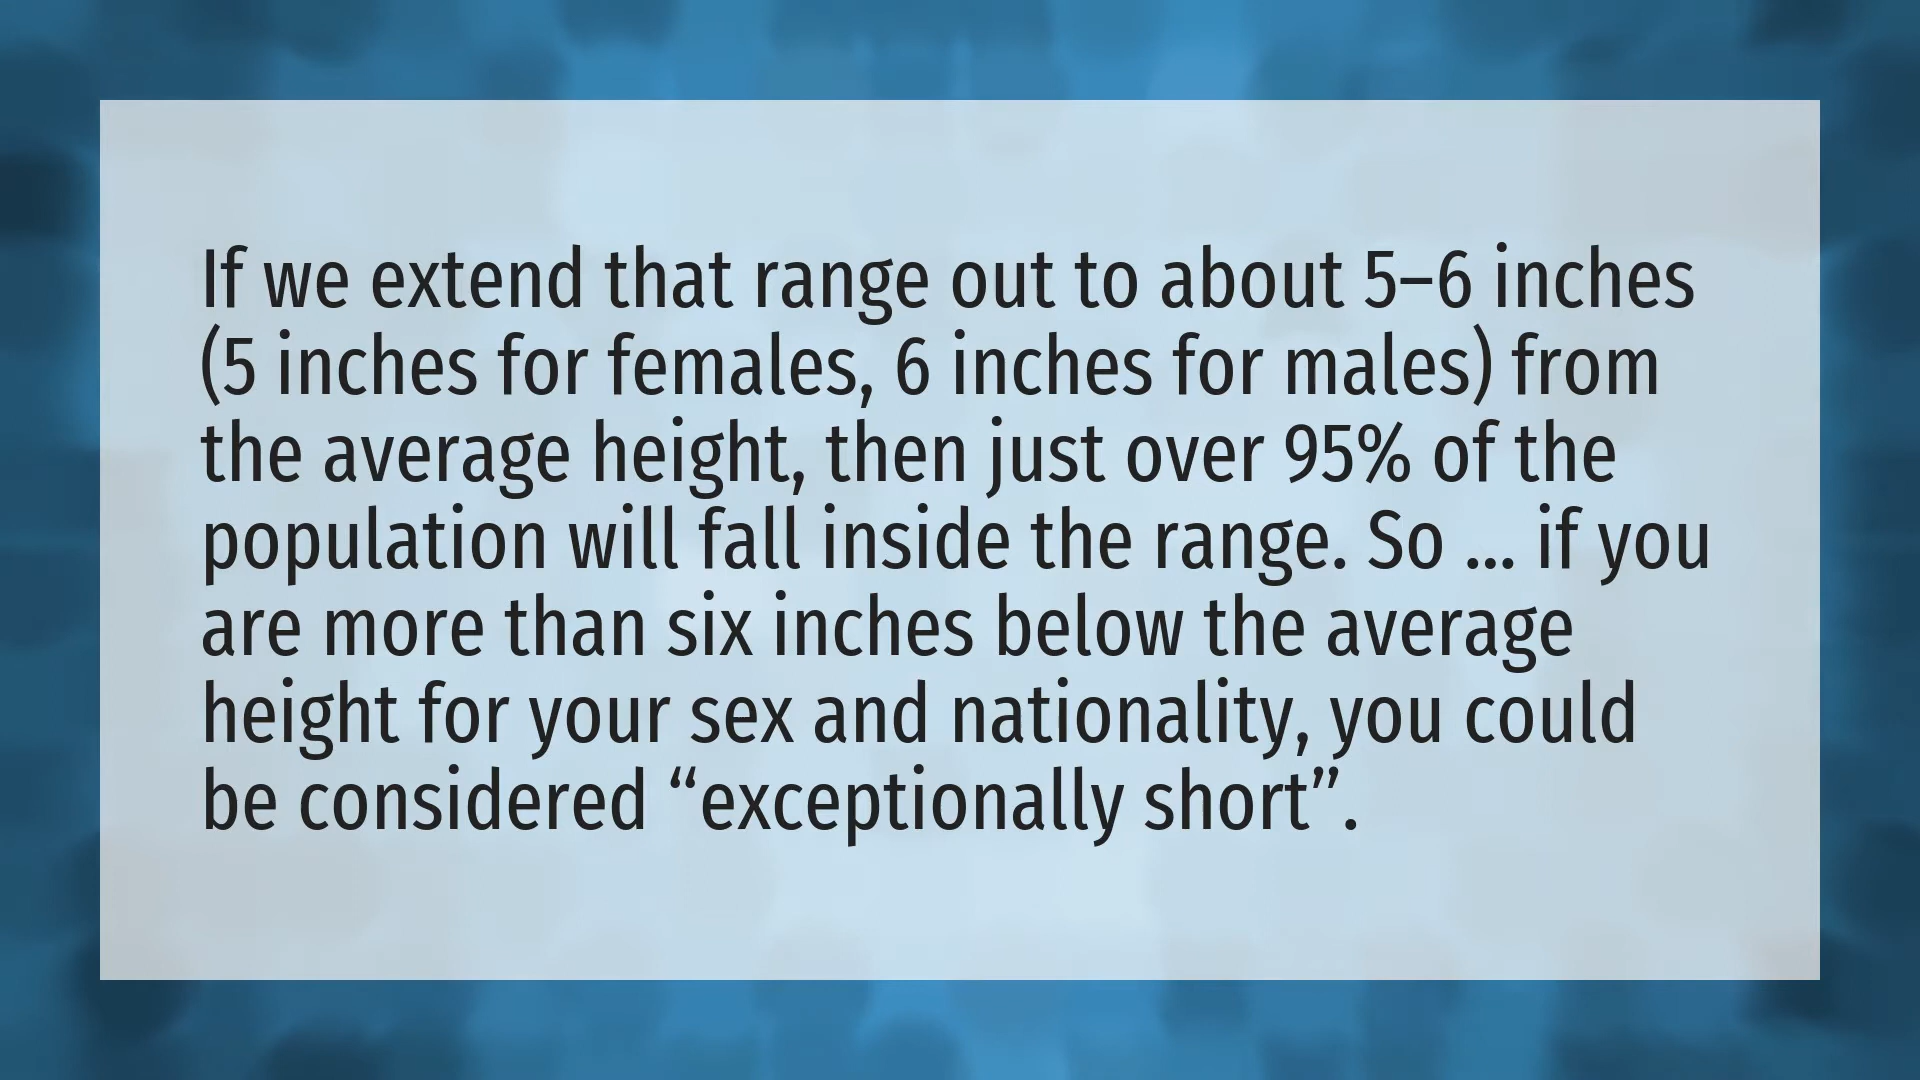 If we extend that range out to about 5–6 inches
(5 inches for females, 6 inches for males) from
the average height, then just over 95% of the
population will fall inside the range. So ... if you
are more than six inches below the average
height for your sex and nationality, you could
be considered “exceptionally short”.